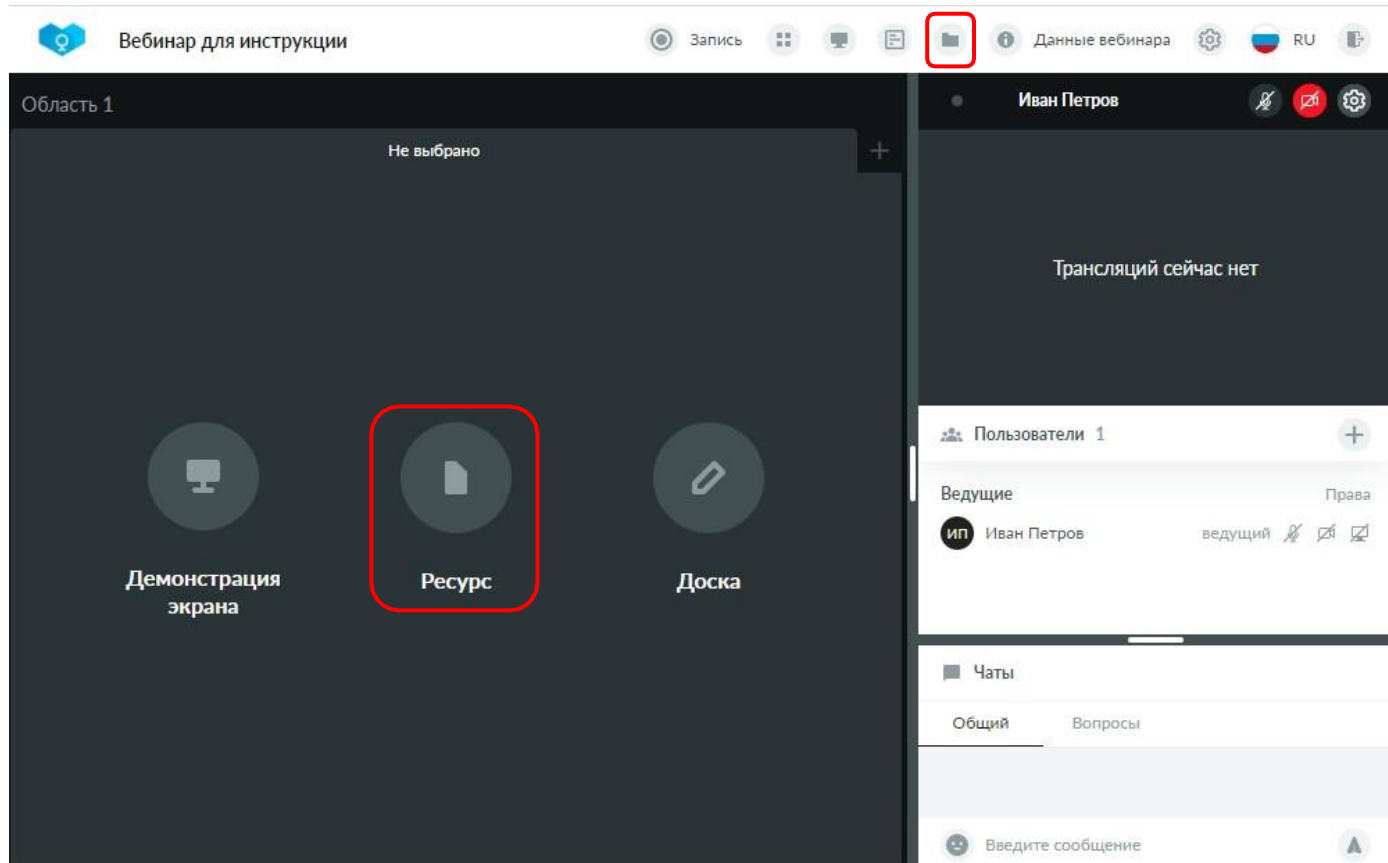 Вебинар для инструкции
Запись
Данные вебинара
RU
Область 1
Не выбрано
Демонстрация
экрана
Ресурс
Доска
Иван Петров
Трансляций сейчас нет
Пользователи 1
Ведущие Права
ИП Иван Петров ведущий
Чаты
Общий Вопросы
Введите сообщение